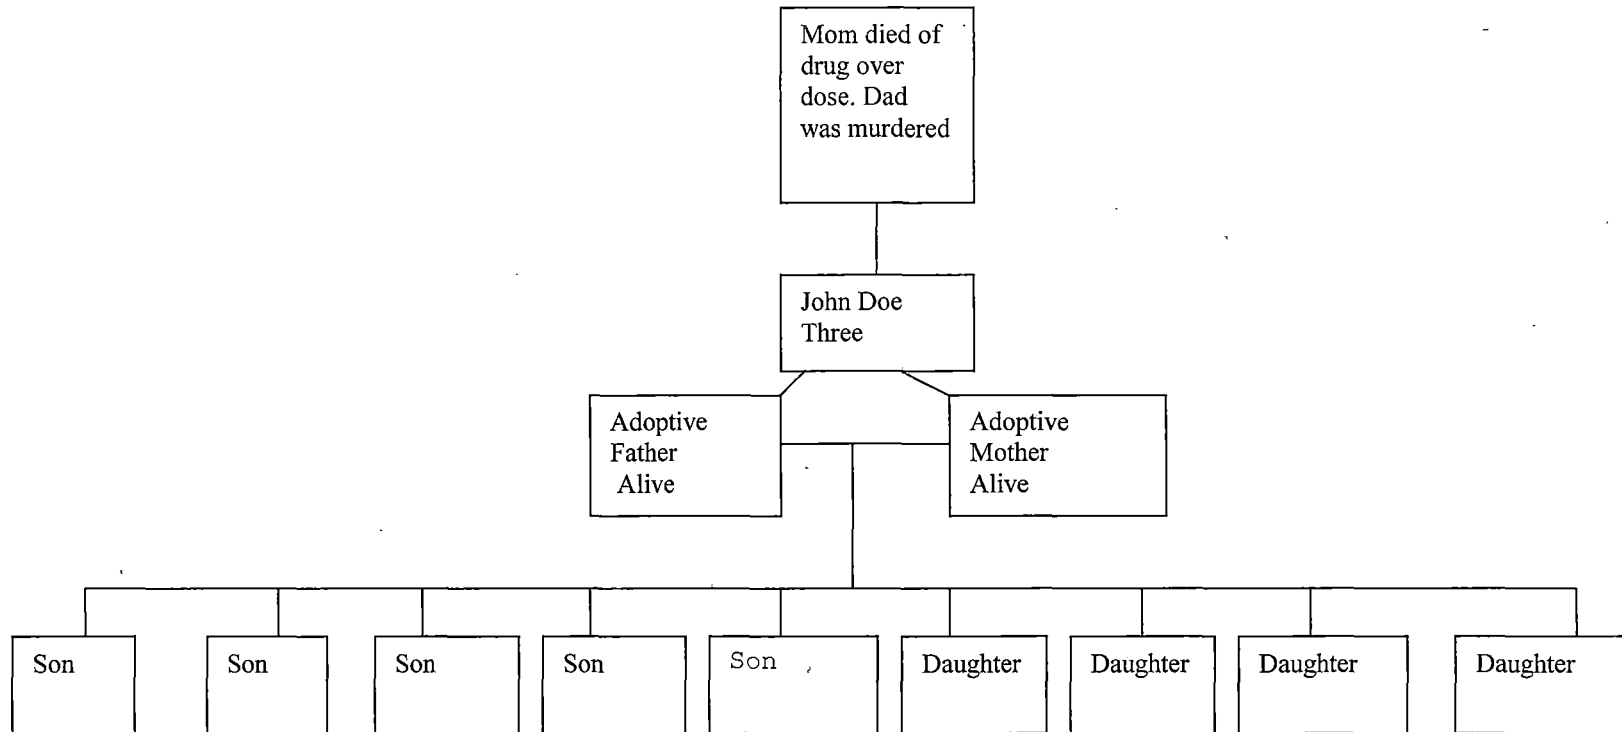 Mom died of
drug over
dose. Dad
was murdered
John Doe
Three
Adoptive
Father
Alive
Adoptive
Mother
Alive
Son
Son
Son
Son
Son
Daughter
Daughter
Daughter
Daughter